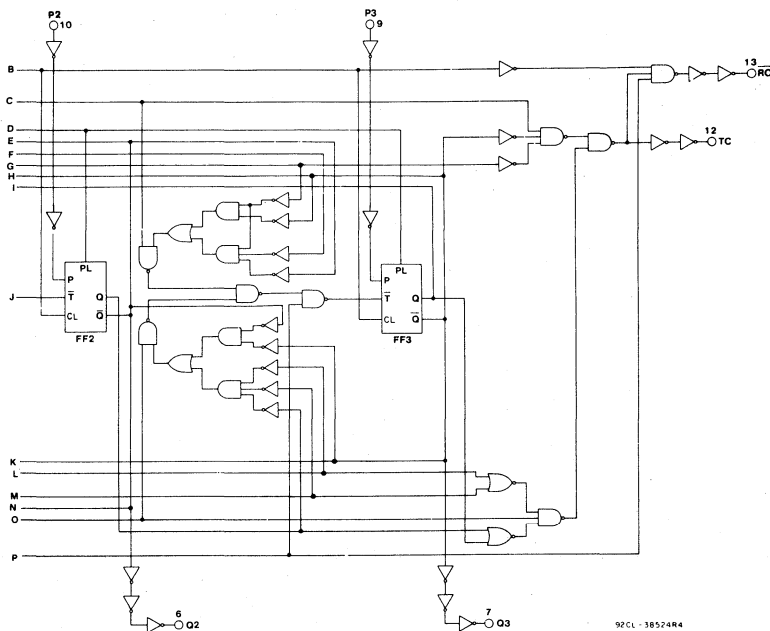 P2
10
P3
9
B
13
RC
C
D
12
TC
E
F
G
H
I
PL
PL
P
P
J
T
Q
T
Q
CL
Q
CL
Q
FF2
FF3
K
L
M
N
O
P
6
Q2
7
Q3
92CL-38524R4